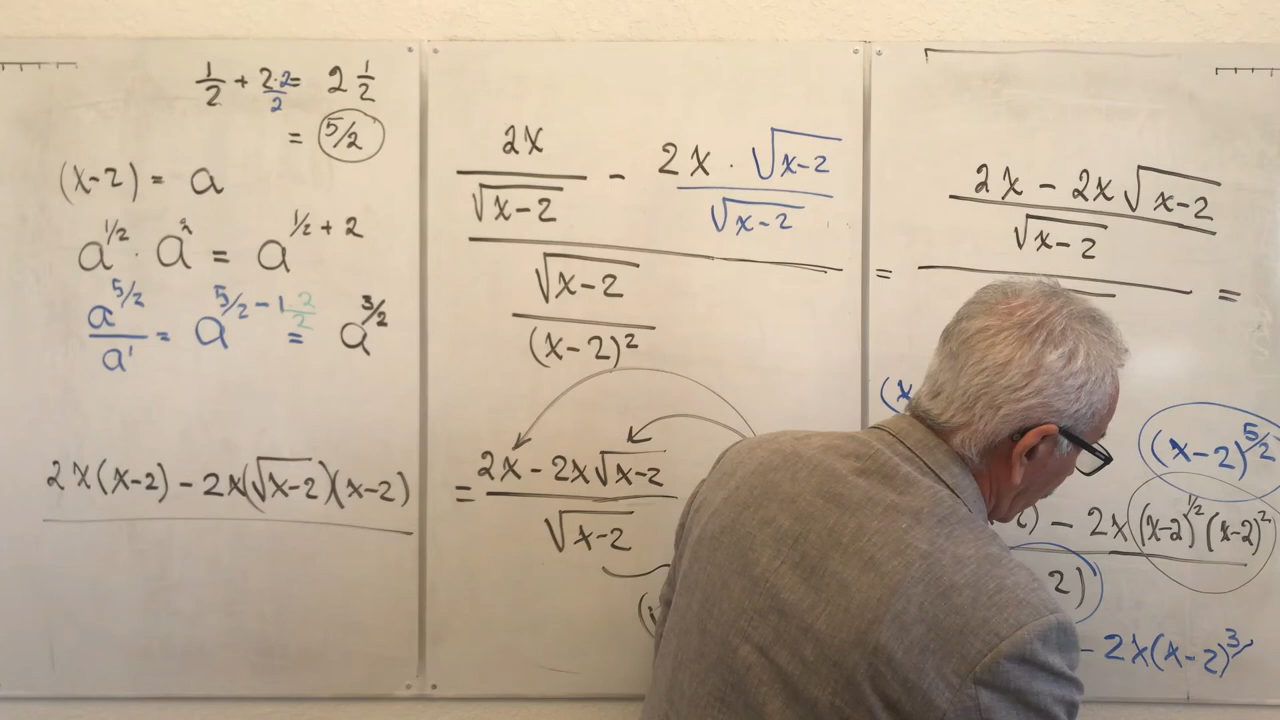 1/2 + 2·2/2 = 2 1/2
= 5/2
(x-2) = a
a^1/2 · a^2 = a^1/2 + 2
a^5/2 / a^1 = a^5/2 - 1 2/2 = a^3/2
2x(x-2) - 2x(√x-2)(x-2)
2x / √x-2 - 2x · √x-2 / √x-2
√x-2 / (x-2)^2
= 2x - 2x√x-2 / √x-2
= 2x - 2x√x-2 / √x-2 =
(x
(x-2)^5/2
) - 2x((x-2)^1/2 (x-2)^2
2)
- 2x(x-2)^3/